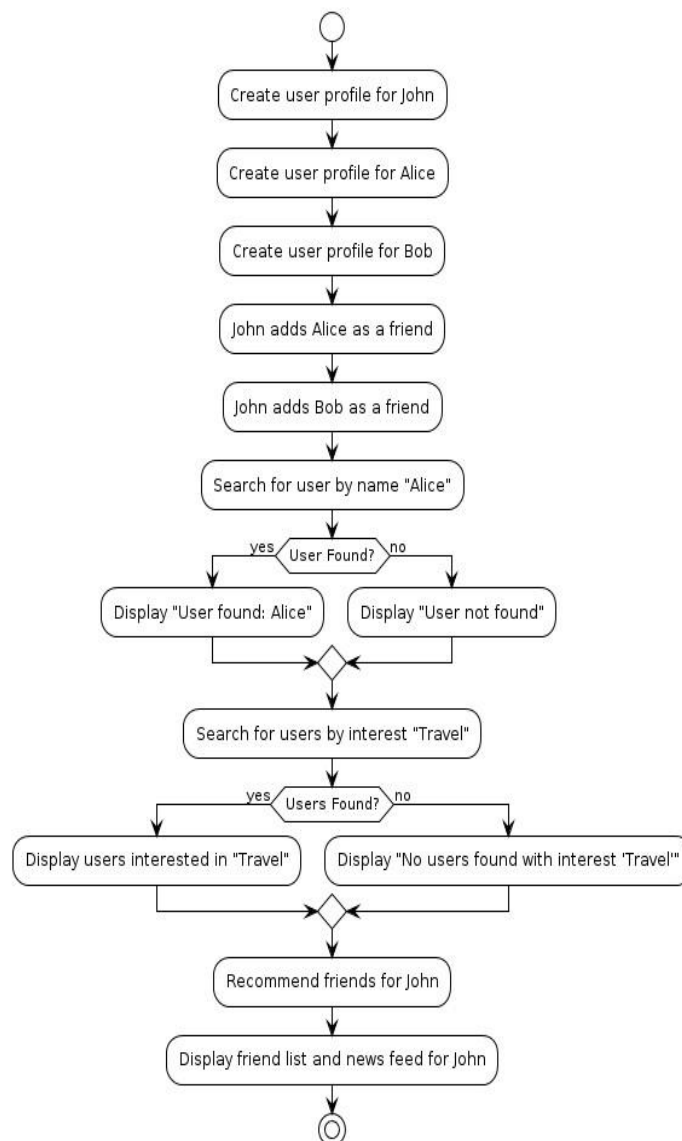 Create user profile for John
Create user profile for Alice
Create user profile for Bob
John adds Alice as a friend
John adds Bob as a friend
Search for user by name "Alice"
yes
User Found?
no
Display "User found: Alice"
Display "User not found"
Search for users by interest "Travel"
yes
Users Found?
no
Display users interested in "Travel"
Display "No users found with interest 'Travel'"
Recommend friends for John
Display friend list and news feed for John